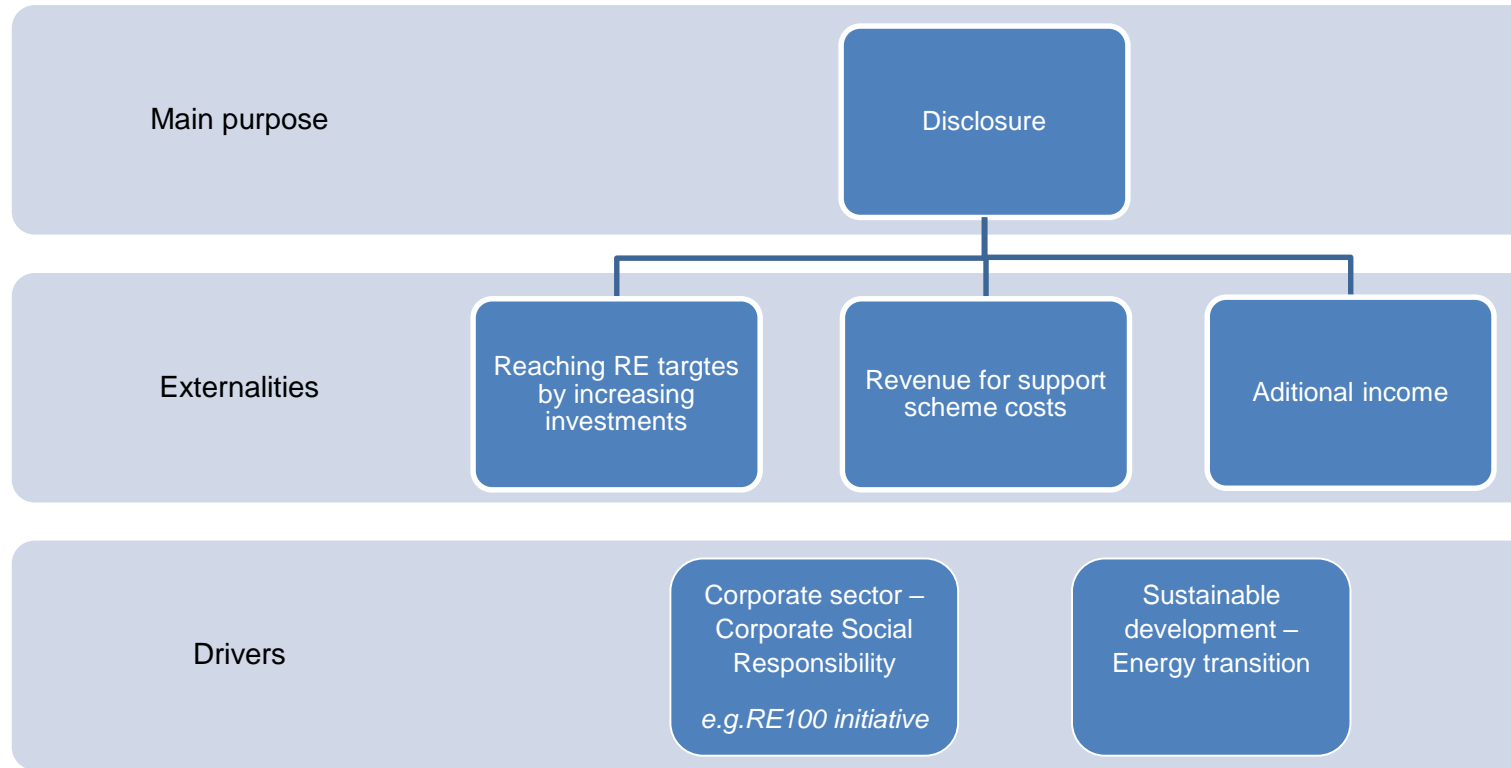 Main purpose
Disclosure
Externalities
Reaching RE targtes
by increasing
investments
Revenue for support
scheme costs
Aditional income
Drivers
Corporate sector –
Corporate Social
Responsibility
e.g.RE100 initiative
Sustainable
development –
Energy transition